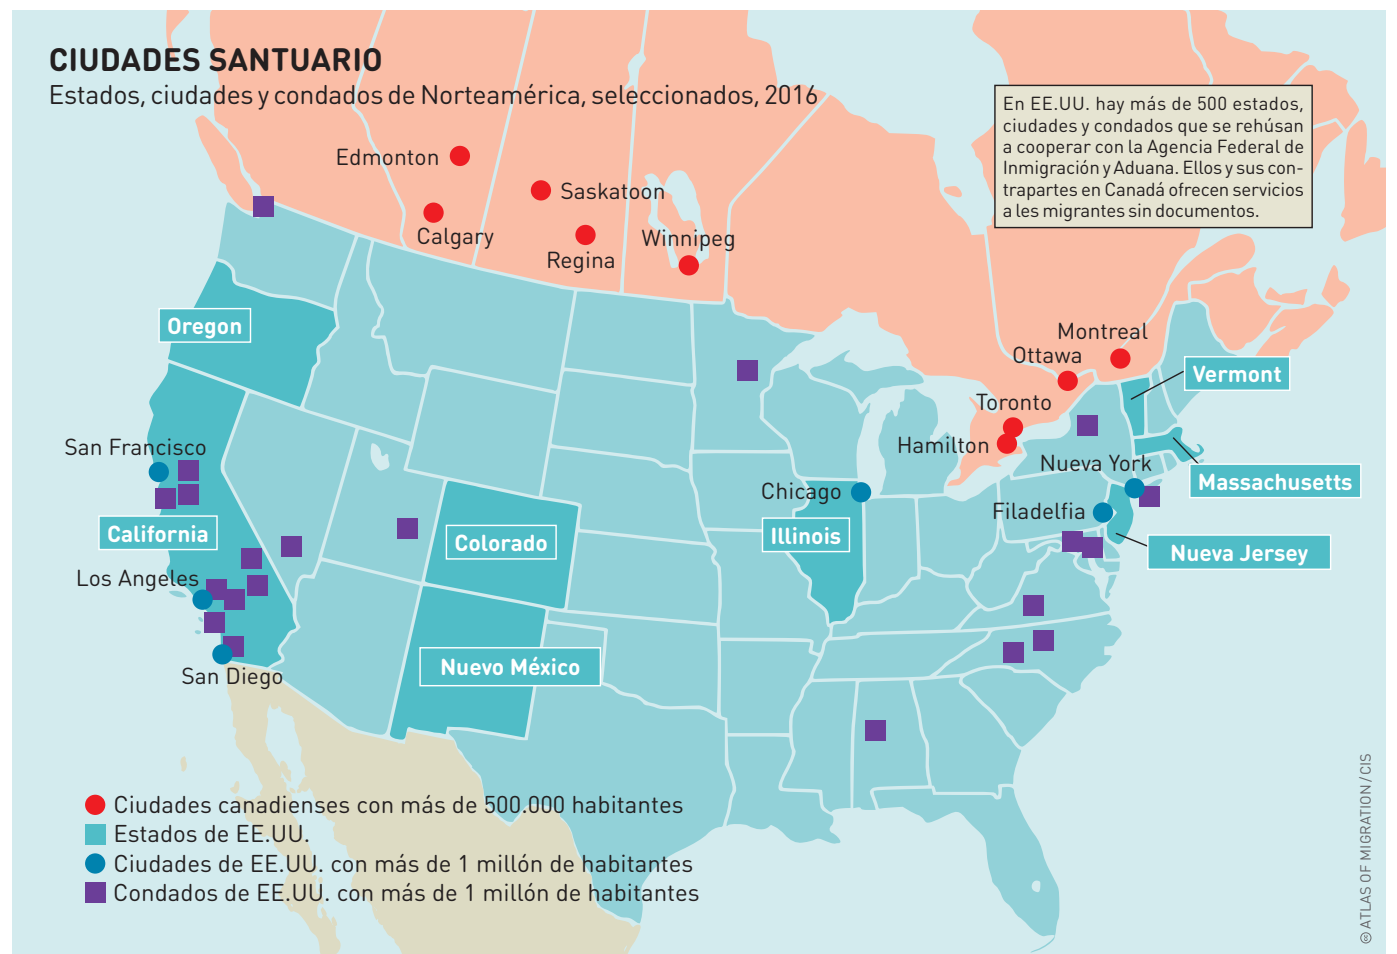 CIUDADES SANTUARIO
Estados, ciudades y condados de Norteamérica, seleccionados, 2016
En EE.UU. hay más de 500 estados,
ciudades y condados que se rehúsan
a cooperar con la Agencia Federal de
Inmigración y Aduana. Ellos y sus con-
trapartes en Canadá ofrecen servicios
a les migrantes sin documentos.
Edmonton
Saskatoon
Calgary
Regina
Winnipeg
Oregon
Montreal
Ottawa
Vermont
Toronto
Hamilton
San Francisco
Nueva York
Massachusetts
Chicago
Filadelfia
California
Illinois
Colorado
Nueva Jersey
Los Angeles
Nuevo México
San Diego
Ciudades canadienses con más de 500.000 habitantes
Estados de EE.UU.
Ciudades de EE.UU. con más de 1 millón de habitantes
Condados de EE.UU. con más de 1 millón de habitantes
© ATLAS OF MIGRATION / CIS